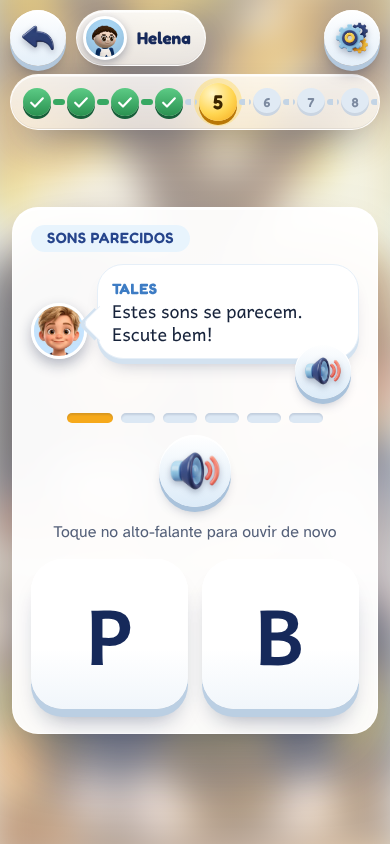 Helena
5
6
7
8
SONS PARECIDOS
TALES
Estes sons se parecem.
Escute bem!
Toque no alto-falante para ouvir de novo
P
B